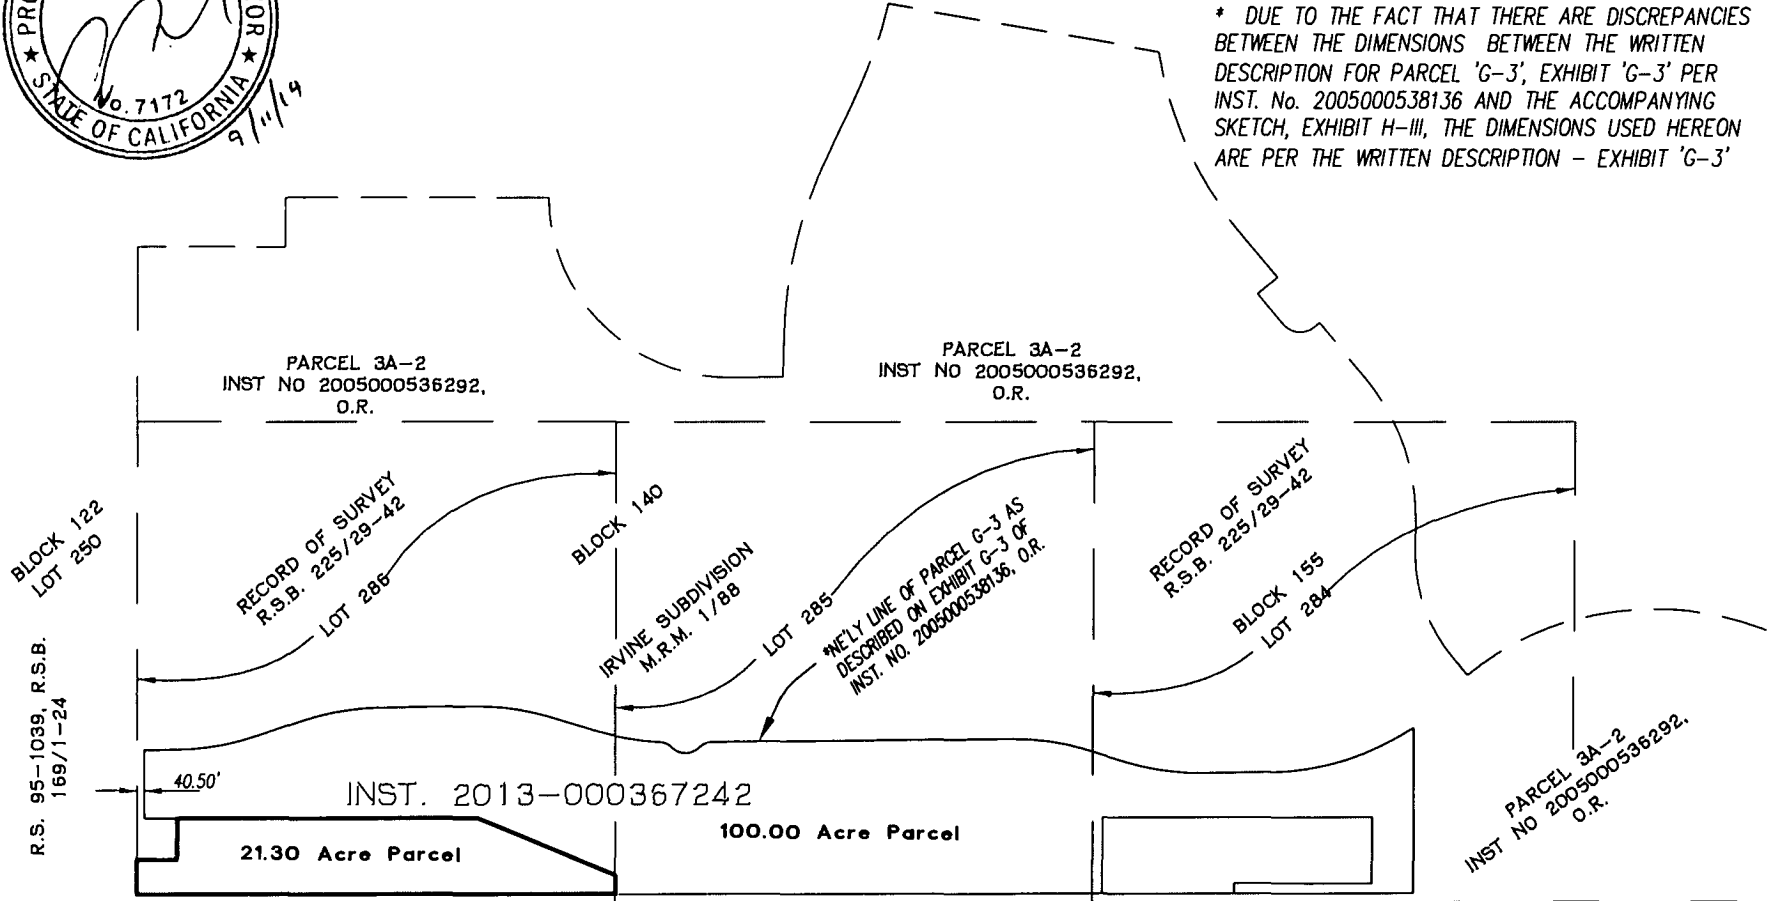 No. 7172
STATE OF CALIFORNIA
9/11/14
* DUE TO THE FACT THAT THERE ARE DISCREPANCIES
BETWEEN THE DIMENSIONS BETWEEN THE WRITTEN
DESCRIPTION FOR PARCEL 'G-3', EXHIBIT 'G-3' PER
INST. No. 2005000538136 AND THE ACCOMPANYING
SKETCH, EXHIBIT H-III, THE DIMENSIONS USED HEREON
ARE PER THE WRITTEN DESCRIPTION - EXHIBIT 'G-3'
PARCEL 3A-2
INST NO 2005000536292,
O.R.
PARCEL 3A-2
INST NO 2005000536292,
O.R.
BLOCK 122
LOT 250
RECORD OF SURVEY
R.S.B. 225/29-42
LOT 286
BLOCK 140
IRVINE SUBDIVISION
M.R.M. 1/88
LOT 285
*NE'LY LINE OF PARCEL G-3 AS
DESCRIBED ON EXHIBIT G-3 OF
INST. NO. 2005000538136, O.R.
RECORD OF SURVEY
R.S.B. 225/29-42
BLOCK 155
LOT 284
R.S. 95-1039, R.S.B.
169/1-24
40.50'
INST. 2013-000367242
21.30 Acre Parcel
100.00 Acre Parcel
PARCEL 3A-2
INST NO 2005000536292,
O.R.